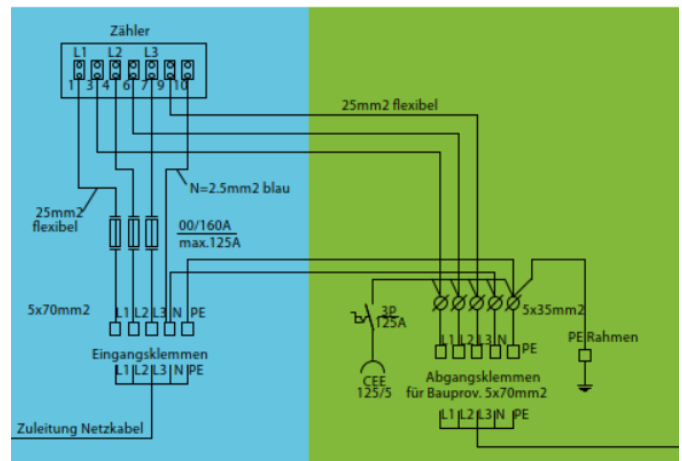 Zähler
L1 L2 L3
1 3 4 6 7 9 10
25mm2 flexibel
N=2.5mm2 blau
25mm2
flexibel
00/160A
max.125A
5x70mm2
L1 L2 L3 N PE
Eingangsklemmen
L1 L2 L3 N PE
Zuleitung Netzkabel
3P
125A
5x35mm2
L1 L2 L3 N PE
PE Rahmen
CEE
125/5
Abgangsklemmen
für Bauprov. 5x70mm2
L1 L2 L3 N PE